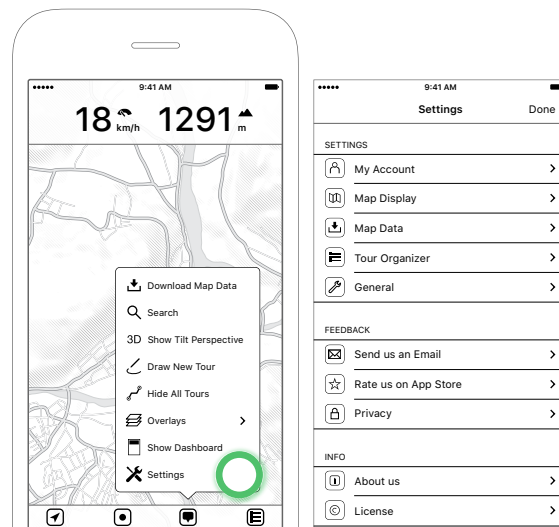 9:41 AM
18 km/h 1291 m
Download Map Data
Search
3D Show Tilt Perspective
Draw New Tour
Hide All Tours
Overlays
Show Dashboard
Settings
9:41 AM
Settings Done
SETTINGS
My Account
Map Display
Map Data
Tour Organizer
General
FEEDBACK
Send us an Email
Rate us on App Store
Privacy
INFO
About us
© License